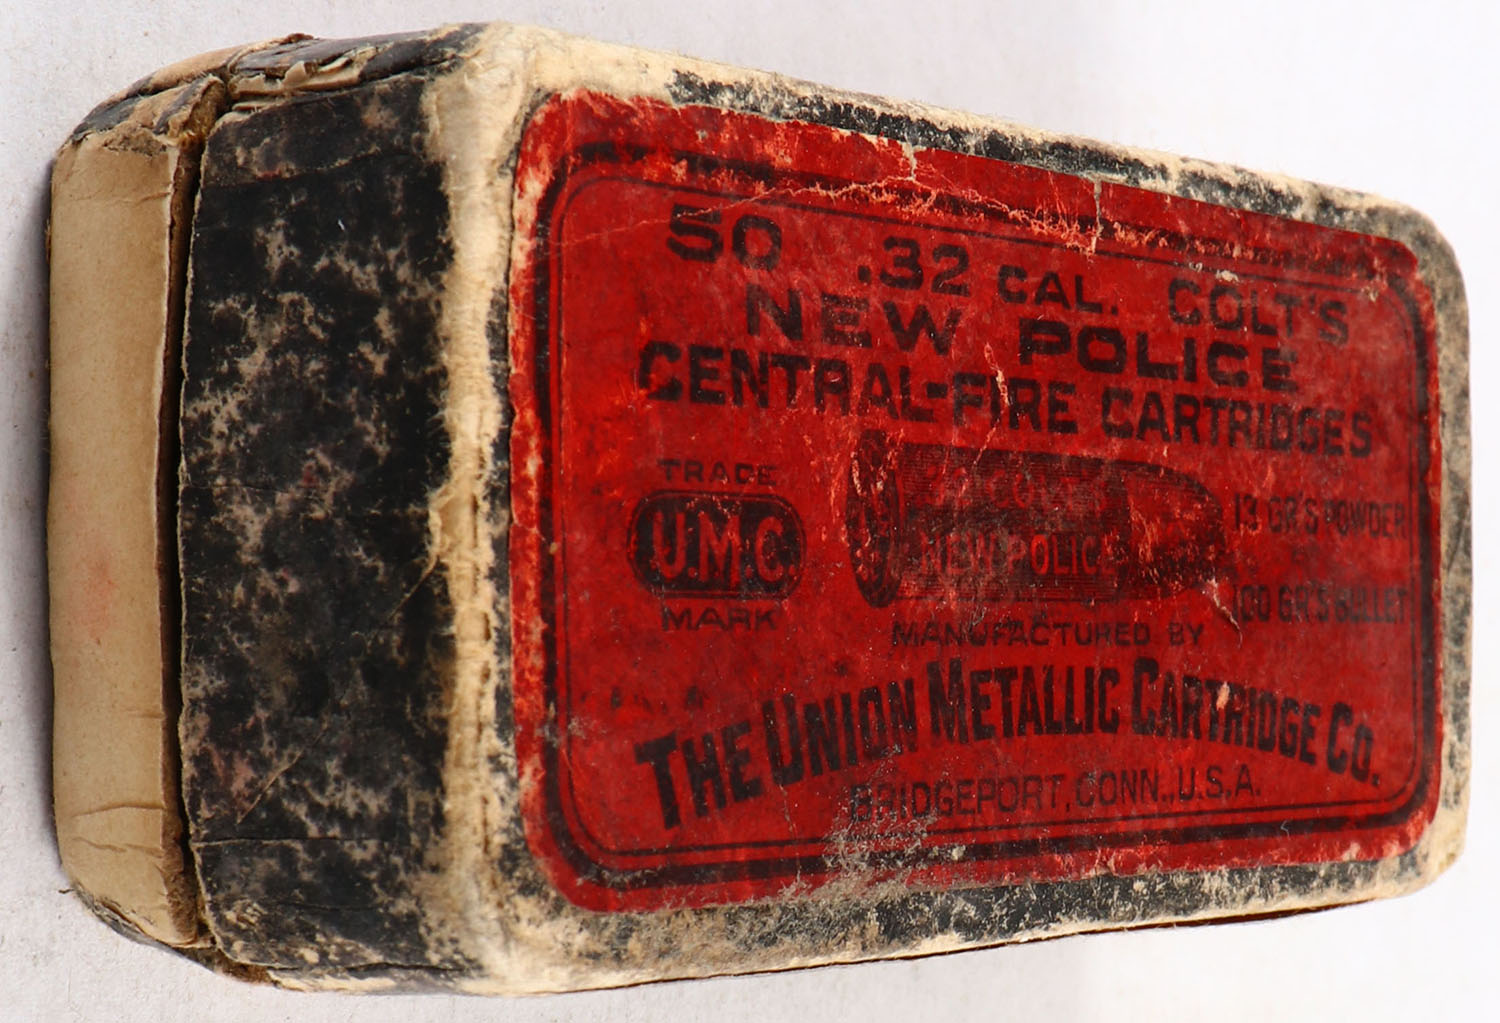 50 .32 CAL. COLT'S
NEW POLICE
CENTRAL-FIRE CARTRIDGES
TRADE
U.M.C.
MARK
NEW POLICE
13 GR'S POWDER
100 GR'S BULLET
MANUFACTURED BY
THE UNION METALLIC CARTRIDGE CO.
BRIDGEPORT, CONN., U.S.A.